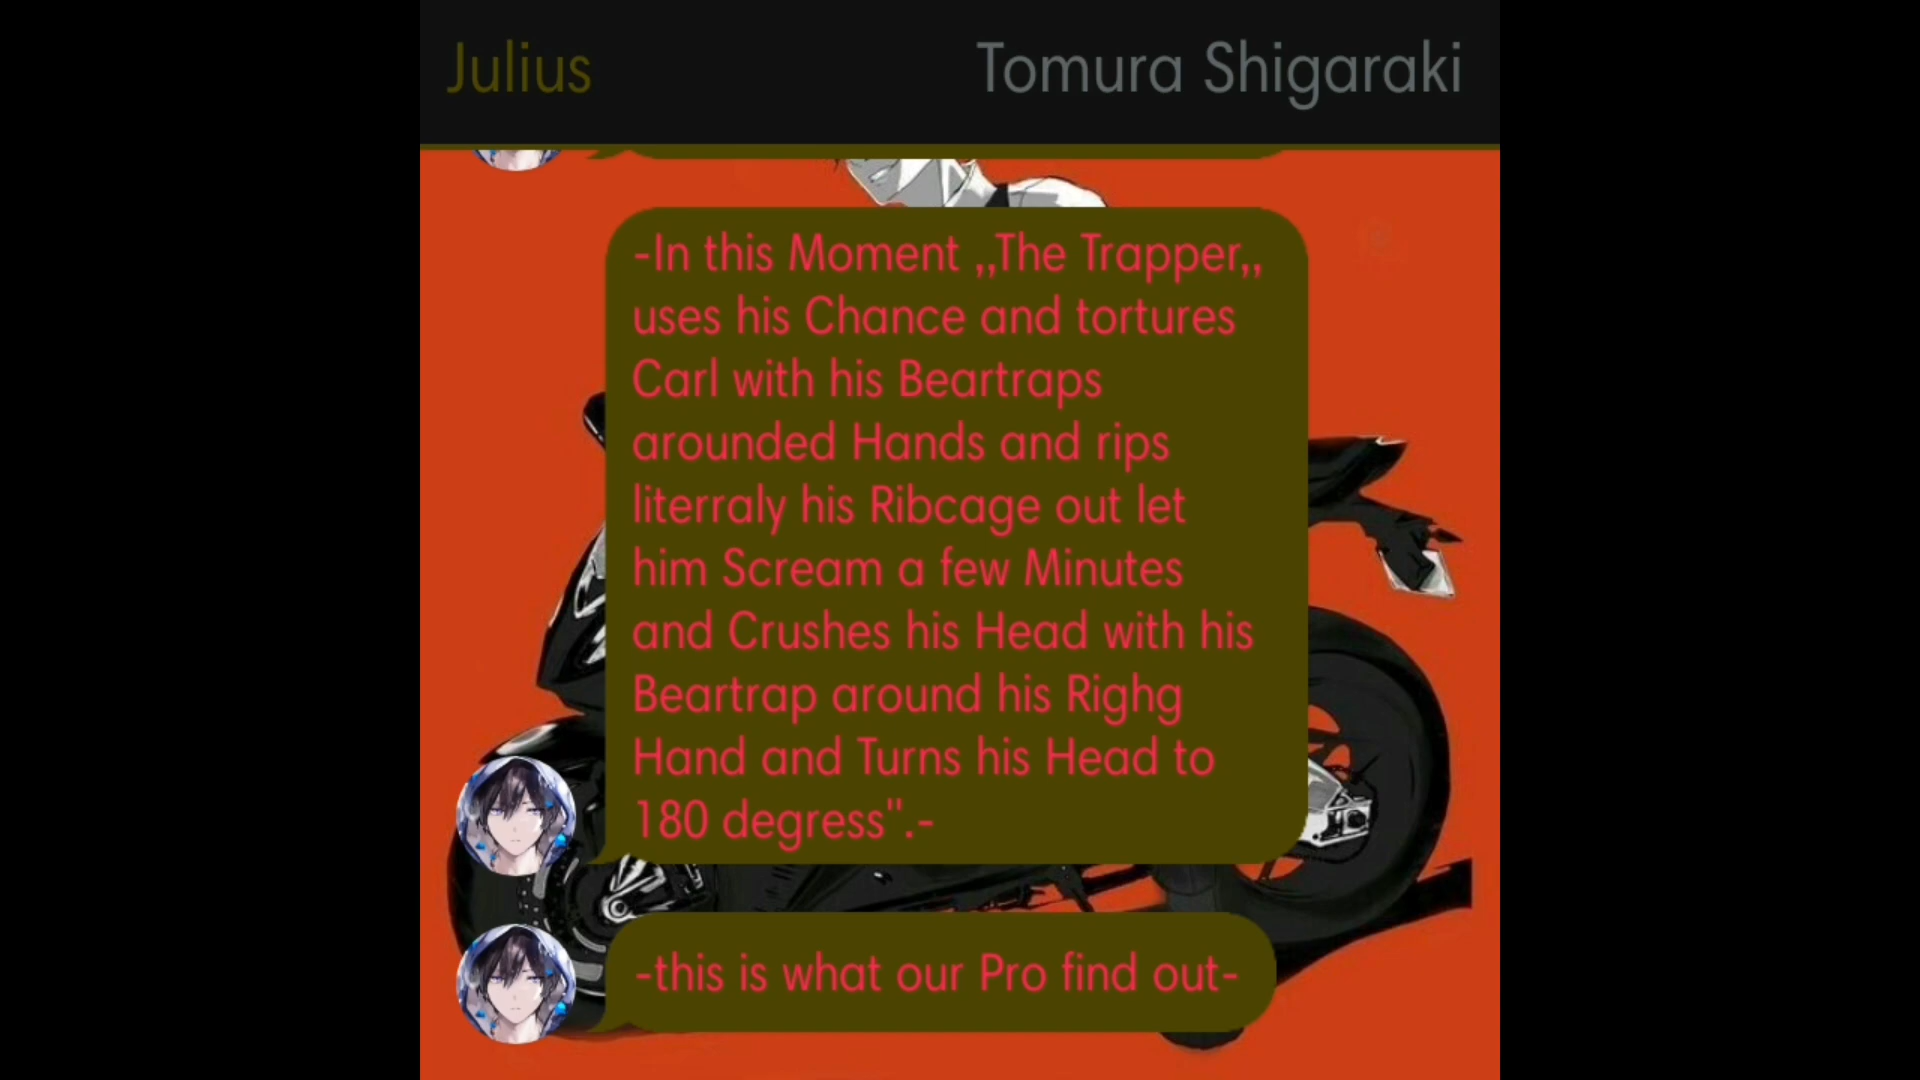 Julius
Tomura Shigaraki
-In this Moment ,,The Trapper,,
uses his Chance and tortures
Carl with his Beartraps
arounded Hands and rips
literraly his Ribcage out let
him Scream a few Minutes
and Crushes his Head with his
Beartrap around his Righg
Hand and Turns his Head to
180 degress".-
-this is what our Pro find out-